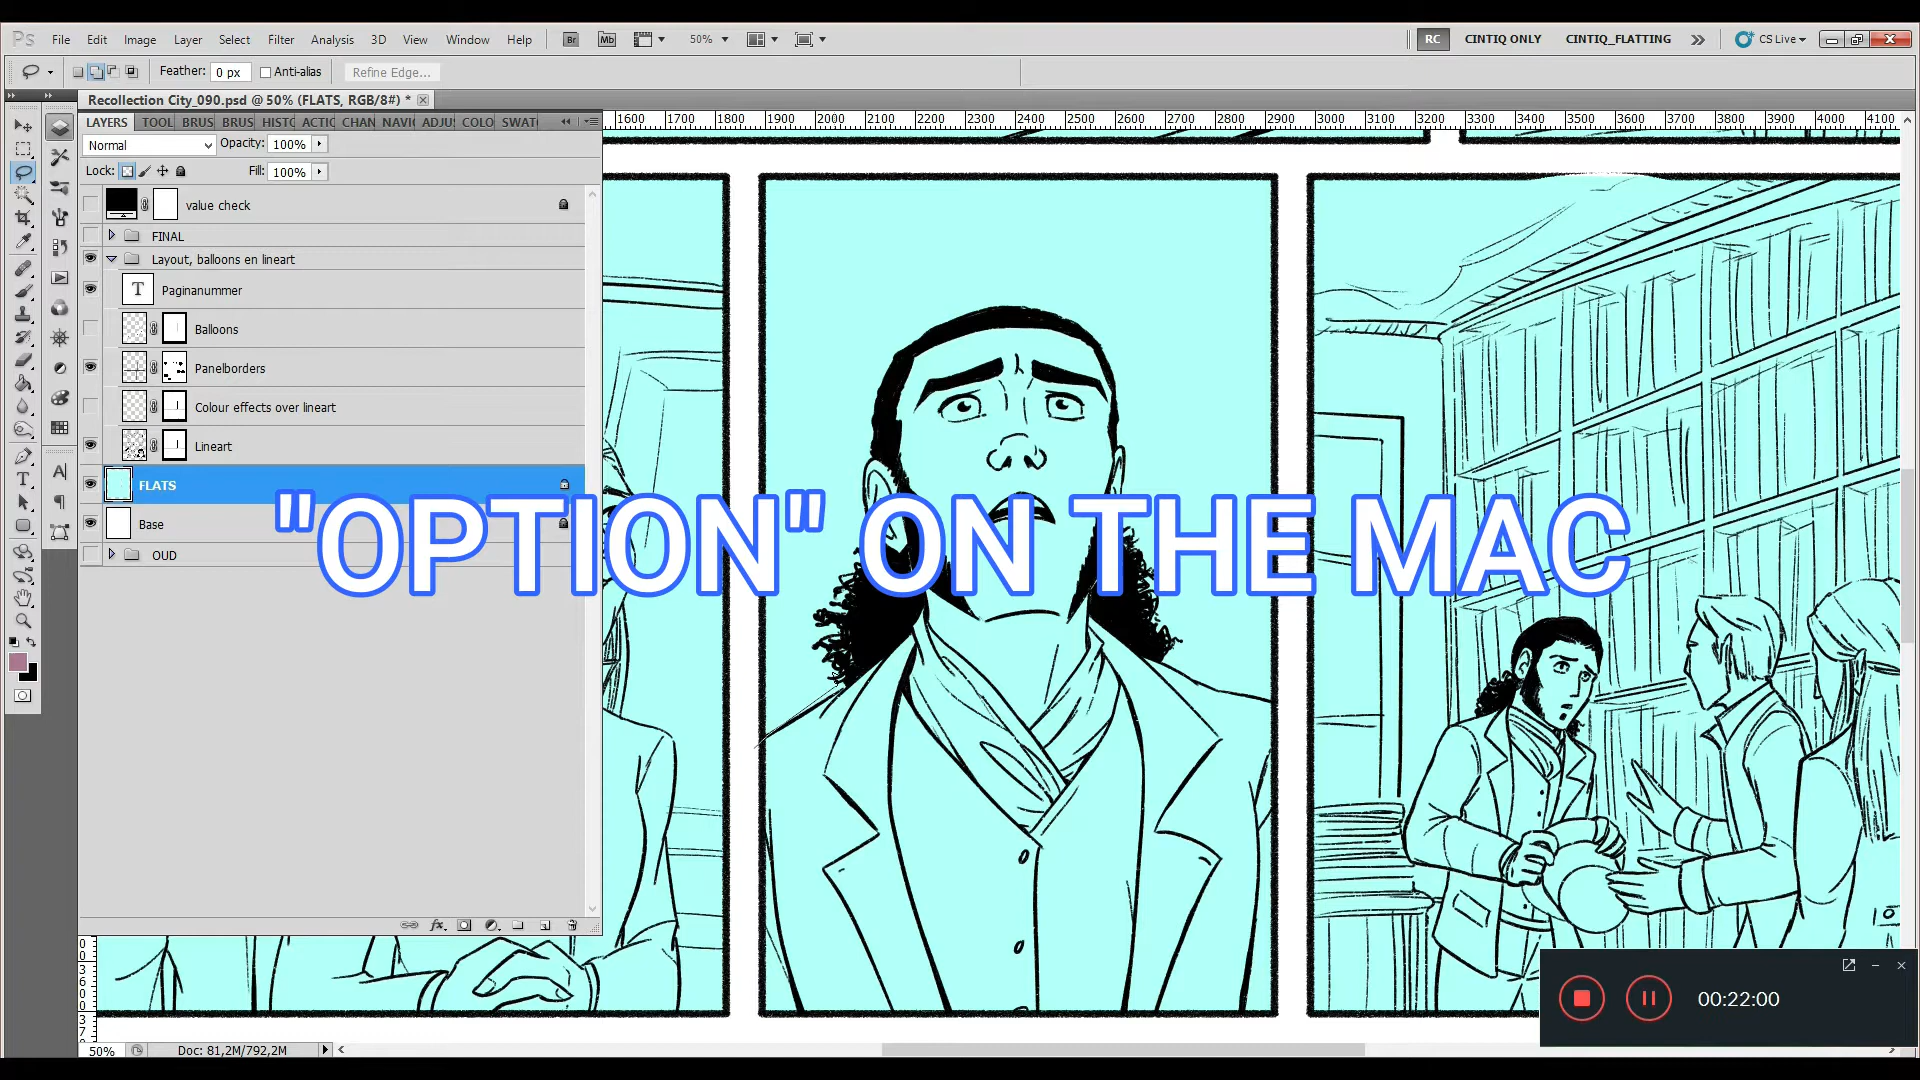 Ps File Edit Image Layer Select Filter Analysis 3D View Window Help Br Mb 50% RC CINTIQ ONLY CINTIQ_FLATTING CS Live
Feather: 0 px Anti-alias Refine Edge...
Recollection City_090.psd @ 50% (FLATS, RGB/8#) *
LAYERS TOOL BRUS BRUS HISTO ACTIC CHAN NAVI ADJU COLO SWAT
1600 1700 1800 1900 2000 2100 2200 2300 2400 2500 2600 2700 2800 2900 3000 3100 3200 3300 3400 3500 3600 3700 3800 3900 4000 4100
Normal Opacity: 100%
Lock: Fill: 100%
value check
FINAL
Layout, balloons en lineart
T Paginanummer
Balloons
Panelborders
Colour effects over lineart
Lineart
FLATS
Base
OUD
"OPTION" ON THE MAC
00:22:00
50% Doc: 81,2M/792,2M